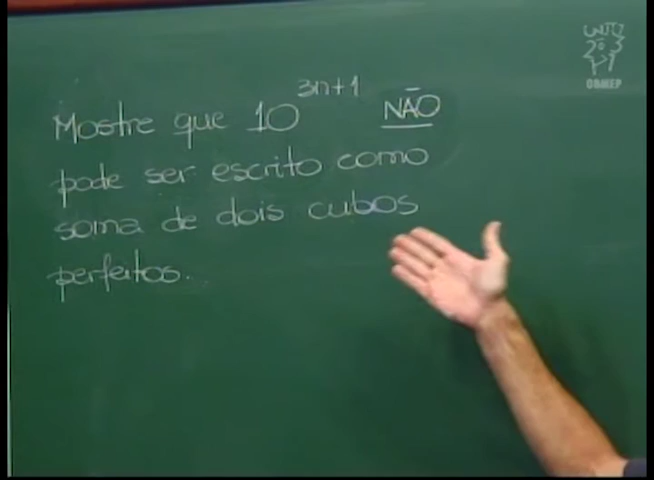 Mostre que 10^{3n+1} NÃO
pode ser escrito como
soma de dois cubos
perfeitos.
OBMEP